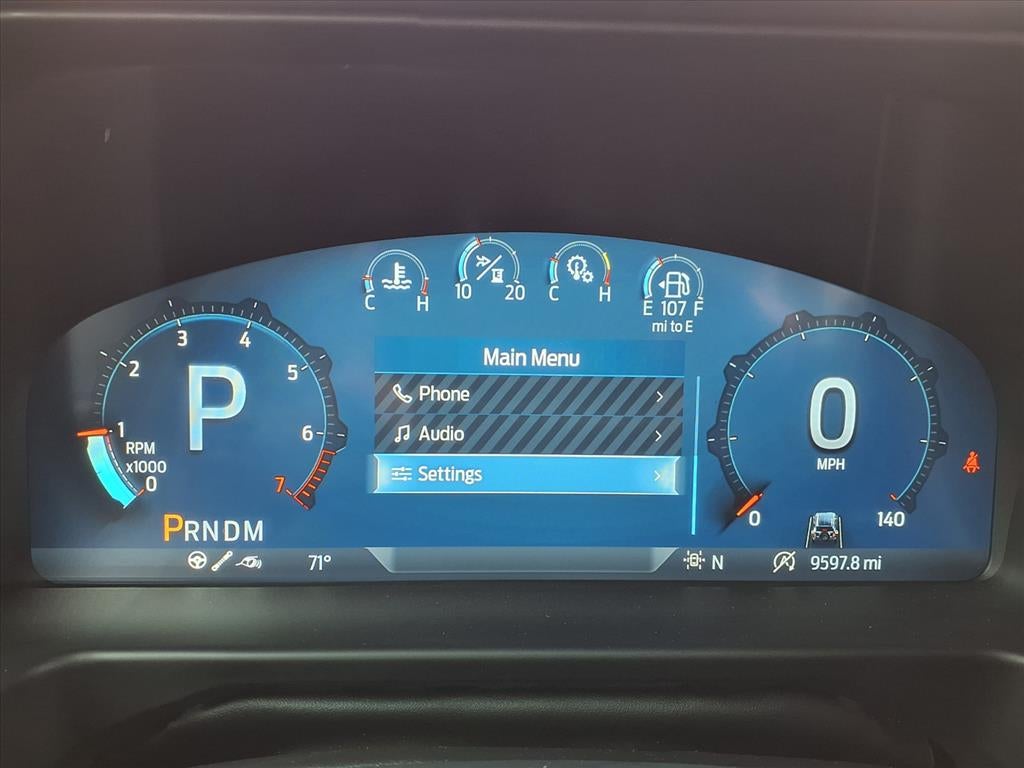 C H
10 20
C H
E 107 F
mi to E
Main Menu
Phone
Audio
Settings
P
0
1
2
3
4
5
6
7
RPM
x1000
PRNDM
0
MPH
0
140
71°
N
9597.8 mi